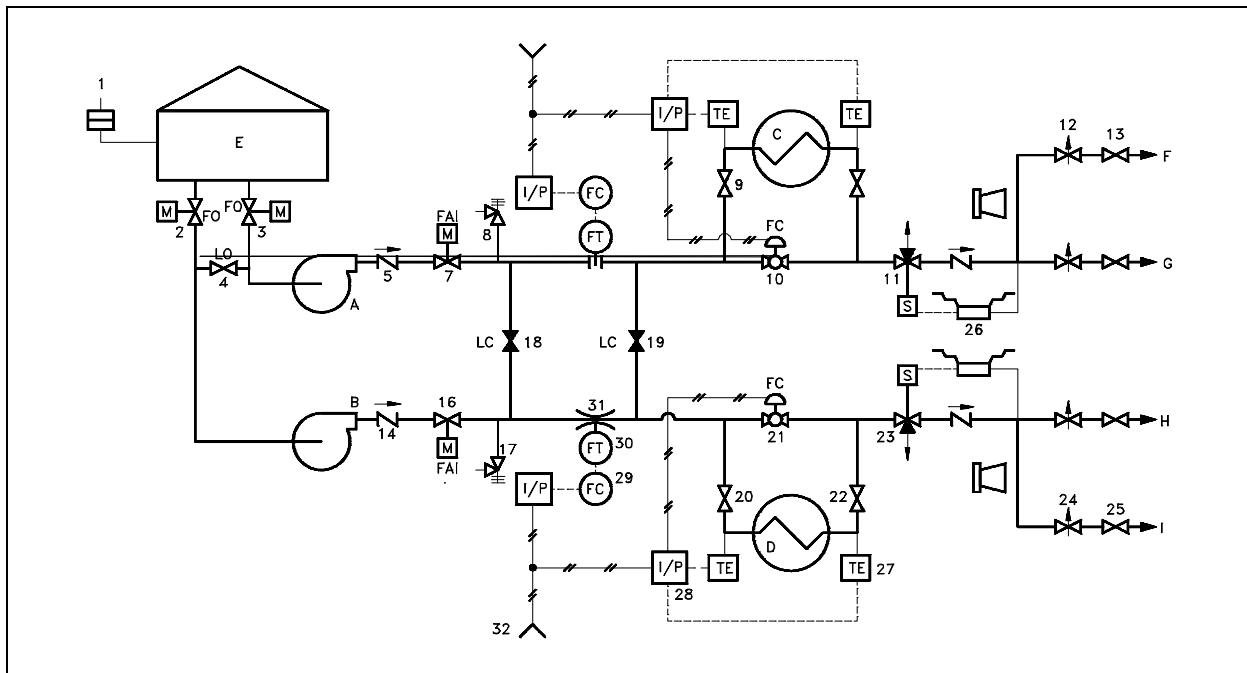 1
E
I/P
TE
C
TE
12
13
F
I/P
FC
9
M
FO
FO
M
2
3
FAI
M
8
FT
FC
LO
4
5
7
10
11
G
A
S
26
LC
18
LC
19
B
16
31
FC
S
14
M
FAI
17
FT
30
21
23
H
I/P
FC
29
20
22
24
25
I
D
I/P
TE
TE
27
28
32